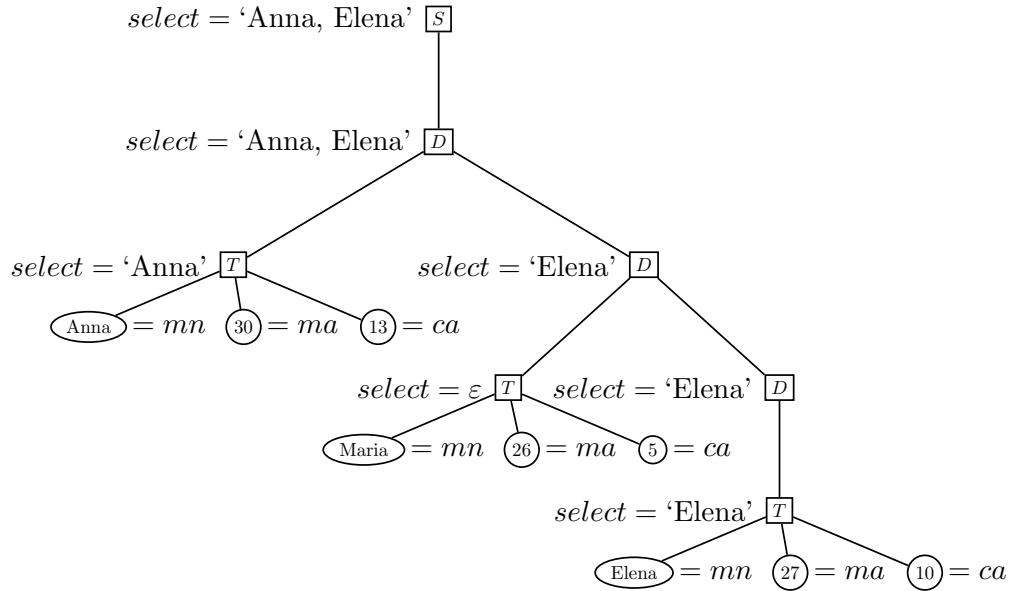 select = ‘Anna, Elena’ S
select = ‘Anna, Elena’ D
select = ‘Anna’ T select = ‘Elena’ D
Anna = mn 30 = ma 13 = ca
select = ε T select = ‘Elena’ D
Maria = mn 26 = ma 5 = ca
select = ‘Elena’ T
Elena = mn 27 = ma 10 = ca